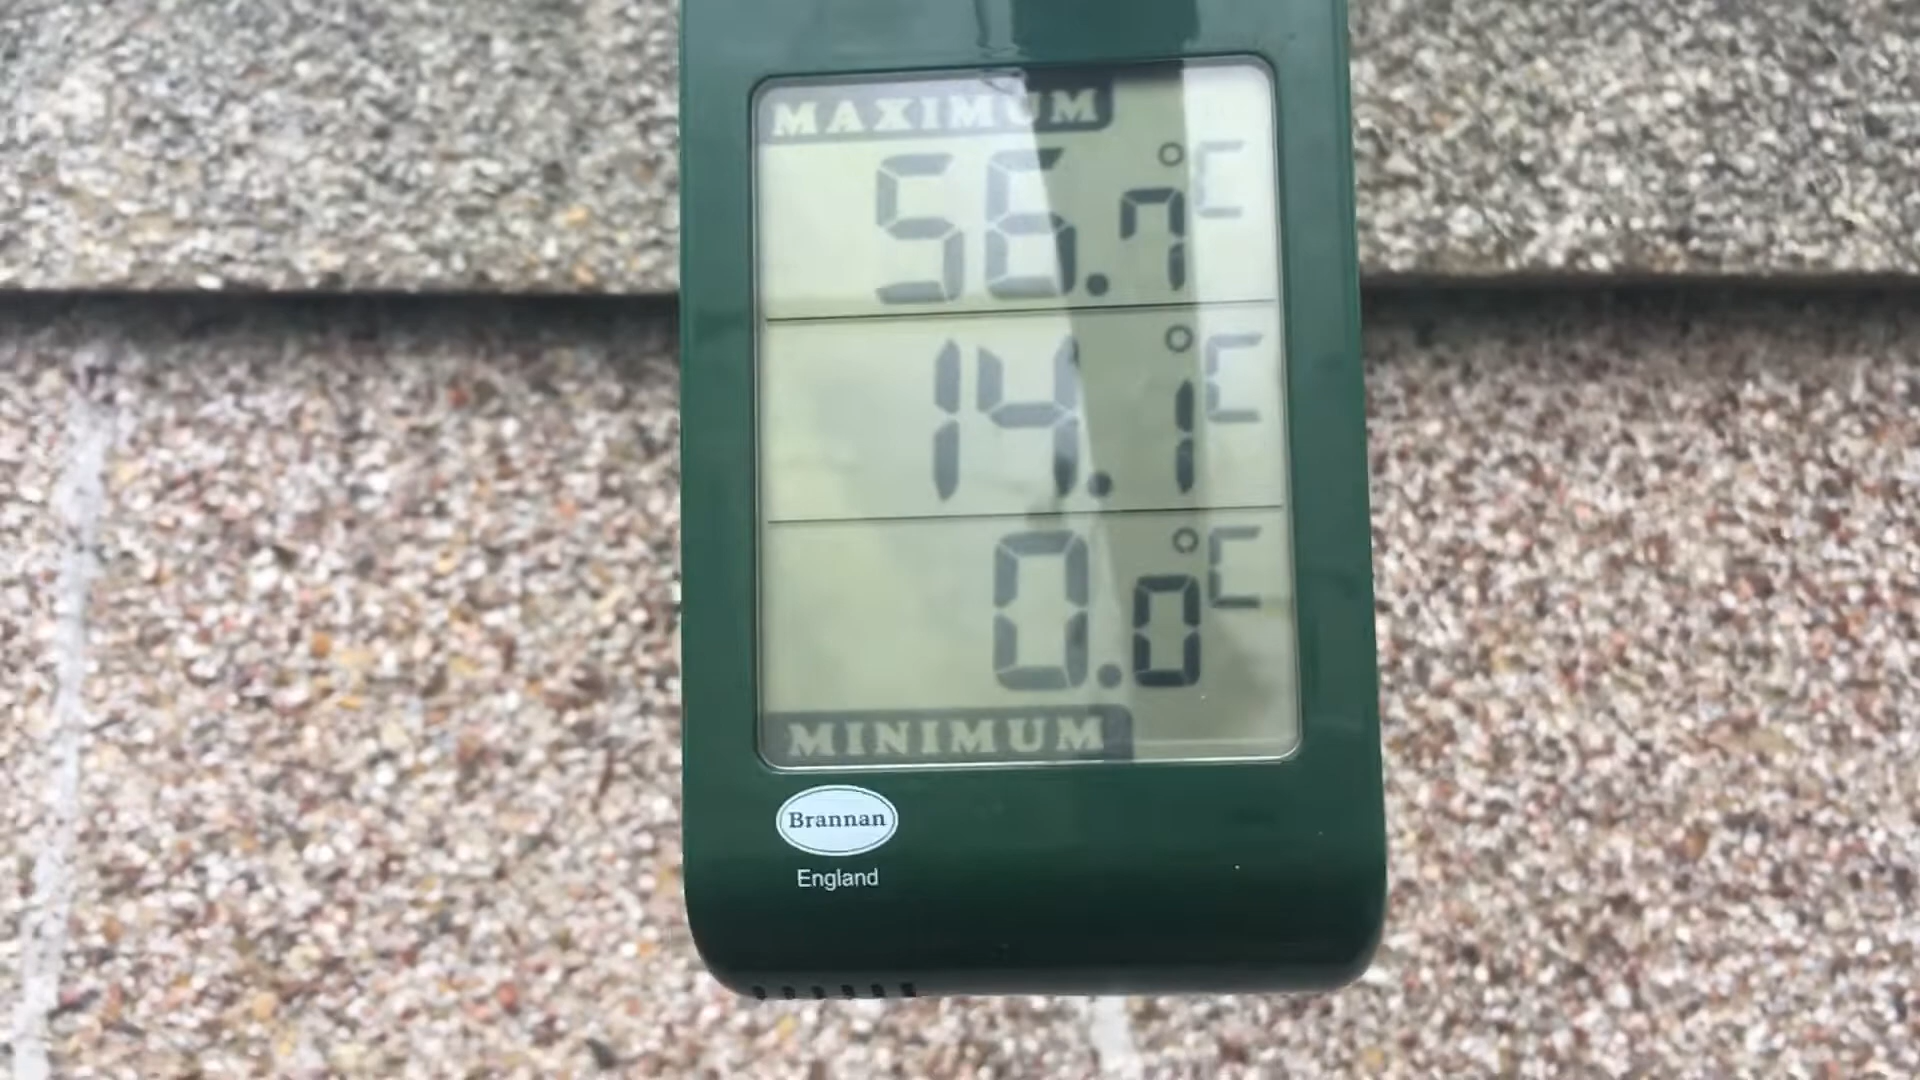 MAXIMUM
56.7°C
14.1°C
0.0°C
MINIMUM
Brannan
England